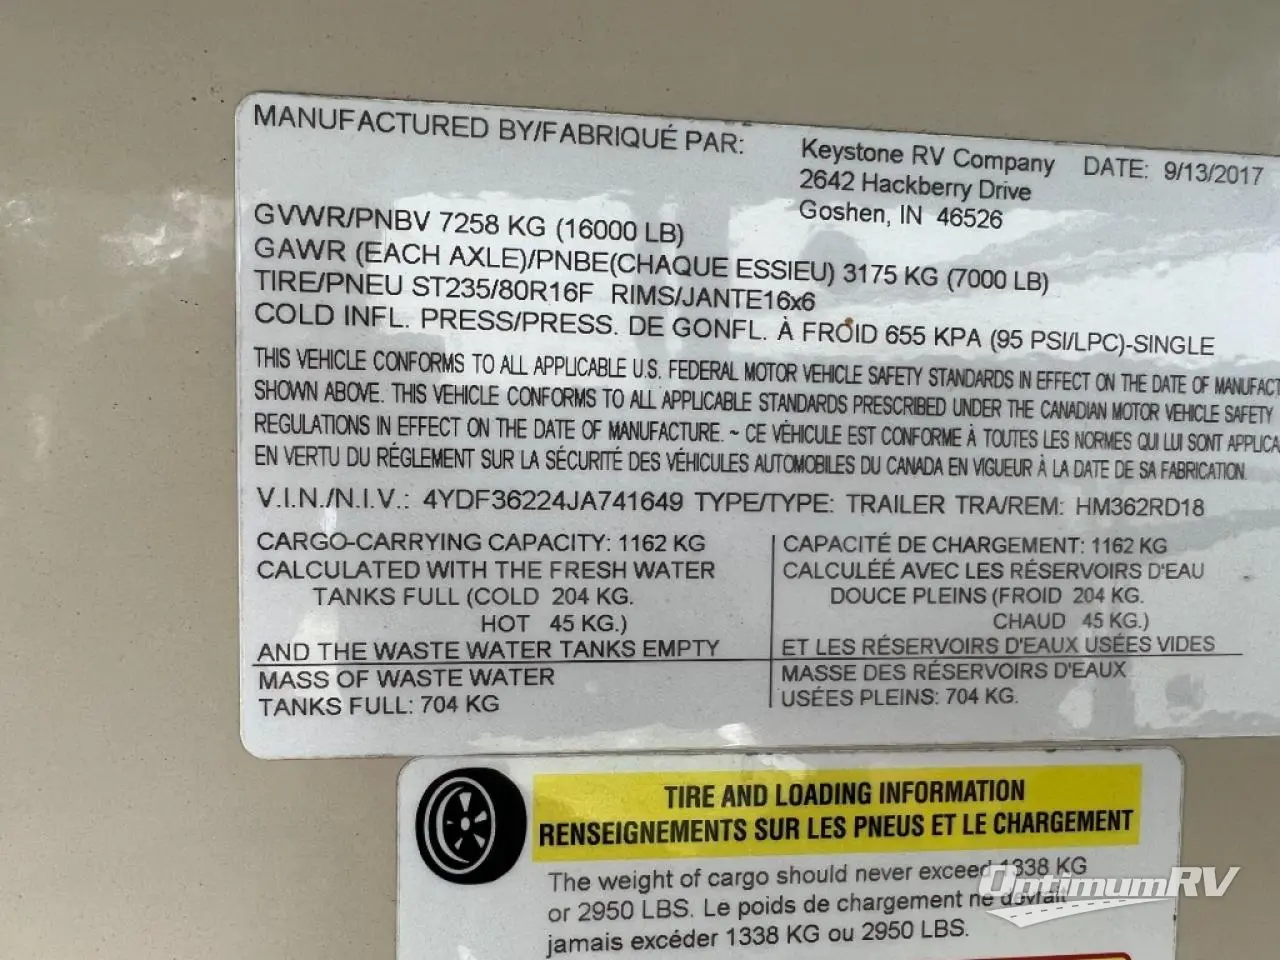 MANUFACTURED BY/FABRIQUÉ PAR: Keystone RV Company DATE: 9/13/2017
2642 Hackberry Drive
Goshen, IN 46526
GVWR/PNBV 7258 KG (16000 LB)
GAWR (EACH AXLE)/PNBE(CHAQUE ESSIEU) 3175 KG (7000 LB)
TIRE/PNEU ST235/80R16F RIMS/JANTE16x6
COLD INFL. PRESS/PRESS. DE GONFL. À FROID 655 KPA (95 PSI/LPC)-SINGLE
THIS VEHICLE CONFORMS TO ALL APPLICABLE U.S. FEDERAL MOTOR VEHICLE SAFETY STANDARDS IN EFFECT ON THE DATE OF MANUFACT
SHOWN ABOVE. THIS VEHICLE CONFORMS TO ALL APPLICABLE STANDARDS PRESCRIBED UNDER THE CANADIAN MOTOR VEHICLE SAFETY
REGULATIONS IN EFFECT ON THE DATE OF MANUFACTURE. ~ CE VÉHICULE EST CONFORME À TOUTES LES NORMES QUI LUI SONT APPLICA
EN VERTU DU RÉGLEMENT SUR LA SÉCURITÉ DES VÉHICULES AUTOMOBILES DU CANADA EN VIGUEUR À LA DATE DE SA FABRICATION.
V.I.N./N.I.V.: 4YDF36224JA741649 TYPE/TYPE: TRAILER TRA/REM: HM362RD18
CARGO-CARRYING CAPACITY: 1162 KG
CALCULATED WITH THE FRESH WATER
TANKS FULL (COLD 204 KG.
HOT 45 KG.)
AND THE WASTE WATER TANKS EMPTY
MASS OF WASTE WATER
TANKS FULL: 704 KG
CAPACITÉ DE CHARGEMENT: 1162 KG
CALCULÉE AVEC LES RÉSERVOIRS D'EAU
DOUCE PLEINS (FROID 204 KG.
CHAUD 45 KG.)
ET LES RÉSERVOIRS D'EAUX USÉES VIDES
MASSE DES RÉSERVOIRS D'EAUX
USÉES PLEINS: 704 KG.
TIRE AND LOADING INFORMATION
RENSEIGNEMENTS SUR LES PNEUS ET LE CHARGEMENT
The weight of cargo should never exceed 1338 KG
or 2950 LBS. Le poids de chargement ne devrait
jamais excéder 1338 KG ou 2950 LBS.
OptimumRV